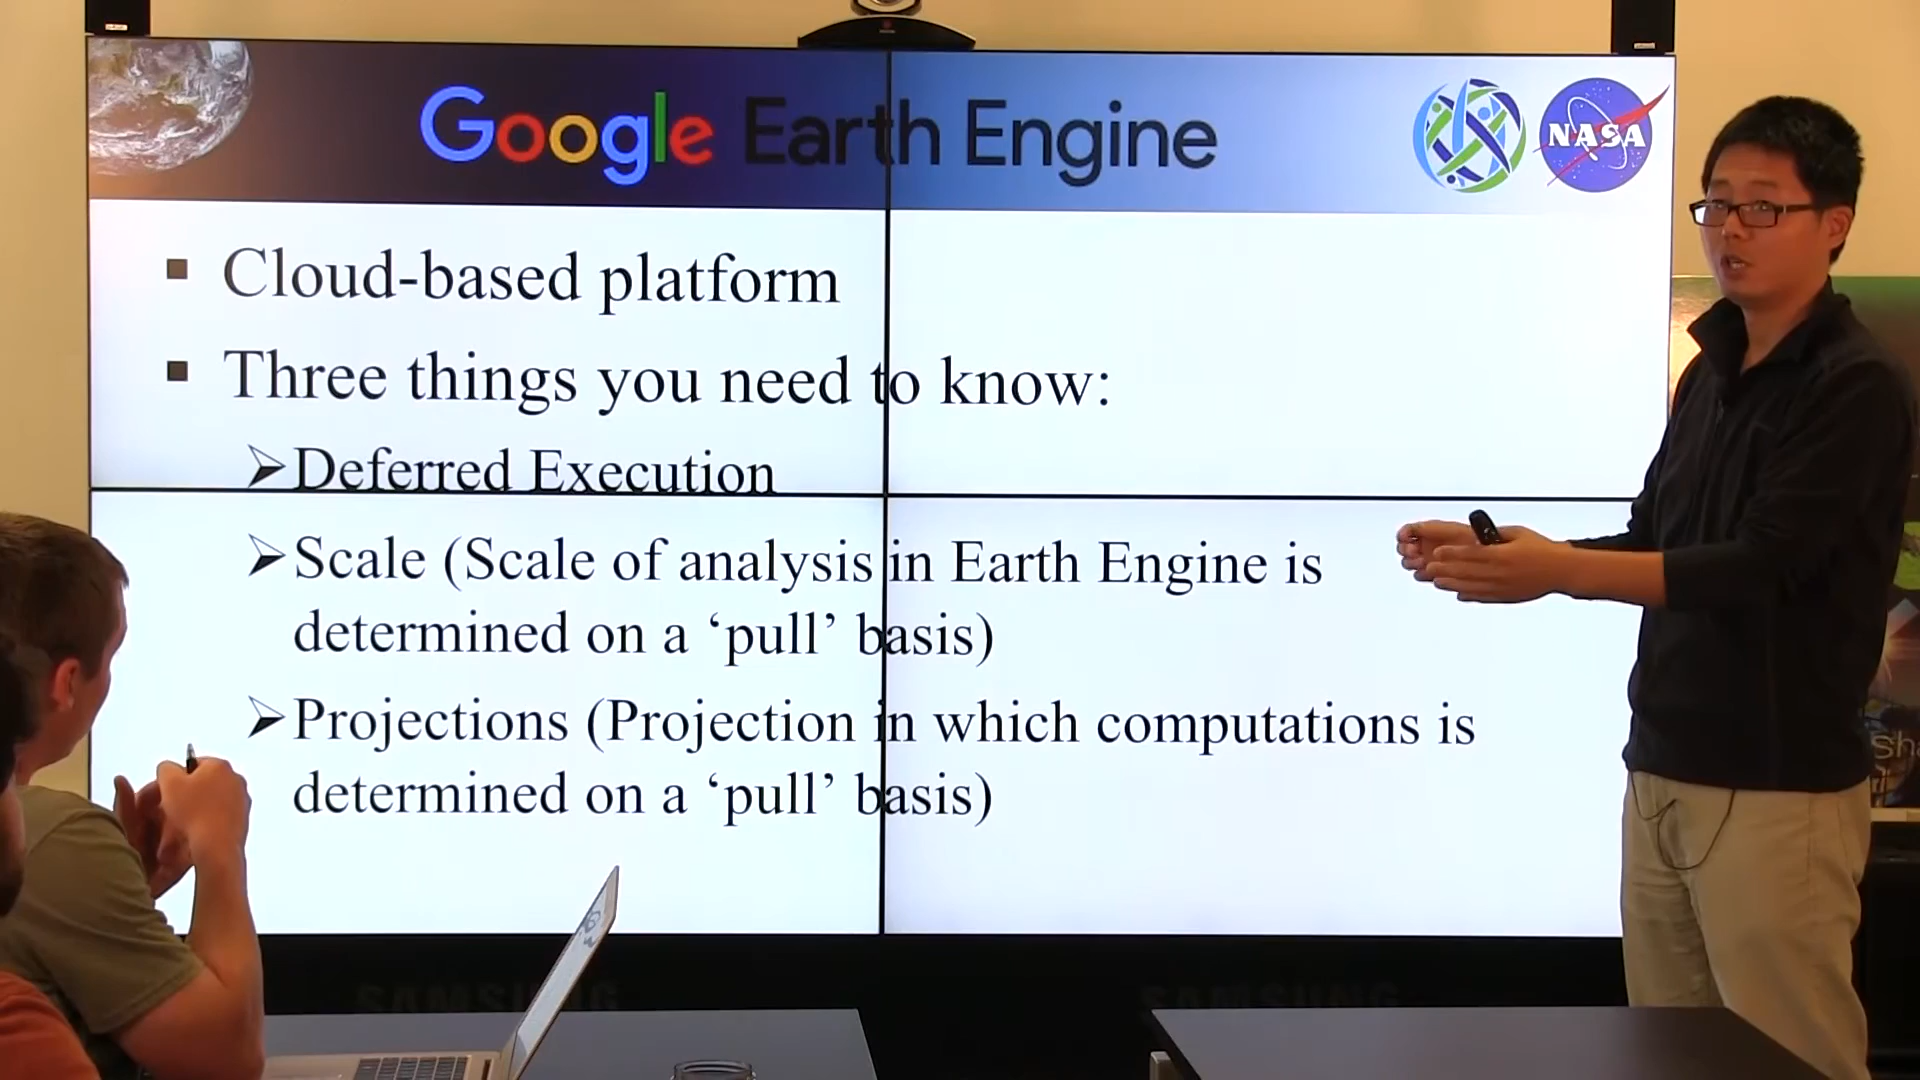 Google Earth Engine
NASA
▪ Cloud-based platform
▪ Three things you need to know:
➢Deferred Execution
➢Scale (Scale of analysis in Earth Engine is
determined on a ‘pull’ basis)
➢Projections (Projection in which computations is
determined on a ‘pull’ basis)
SAMSUNG
SAMSUNG